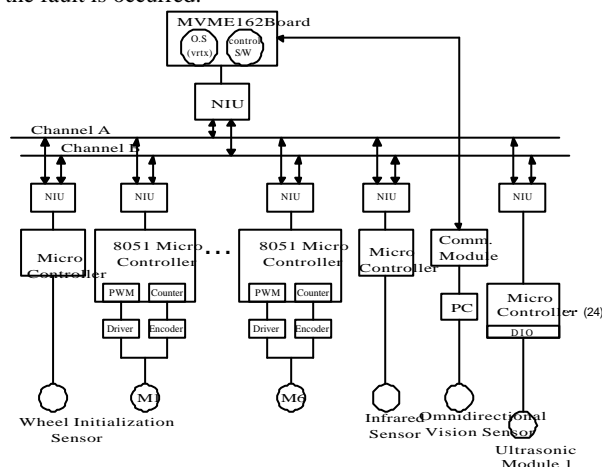 the fault is occurred.
MVME162Board
O.S
(vrtx)
control
S/W
NIU
Channel A
Channel B
NIU
NIU
NIU
NIU
NIU
Micro
Controller
8051 Micro
Controller
...
8051 Micro
Controller
Micro
Controller
Comm.
Module
PWM
Counter
PWM
Counter
PC
Micro
Controller (24)
DIO
Driver
Encoder
Driver
Encoder
M1
M6
Wheel Initialization
Sensor
Infrared
Sensor
Omnidirectional
Vision Sensor
Ultrasonic
Module 1